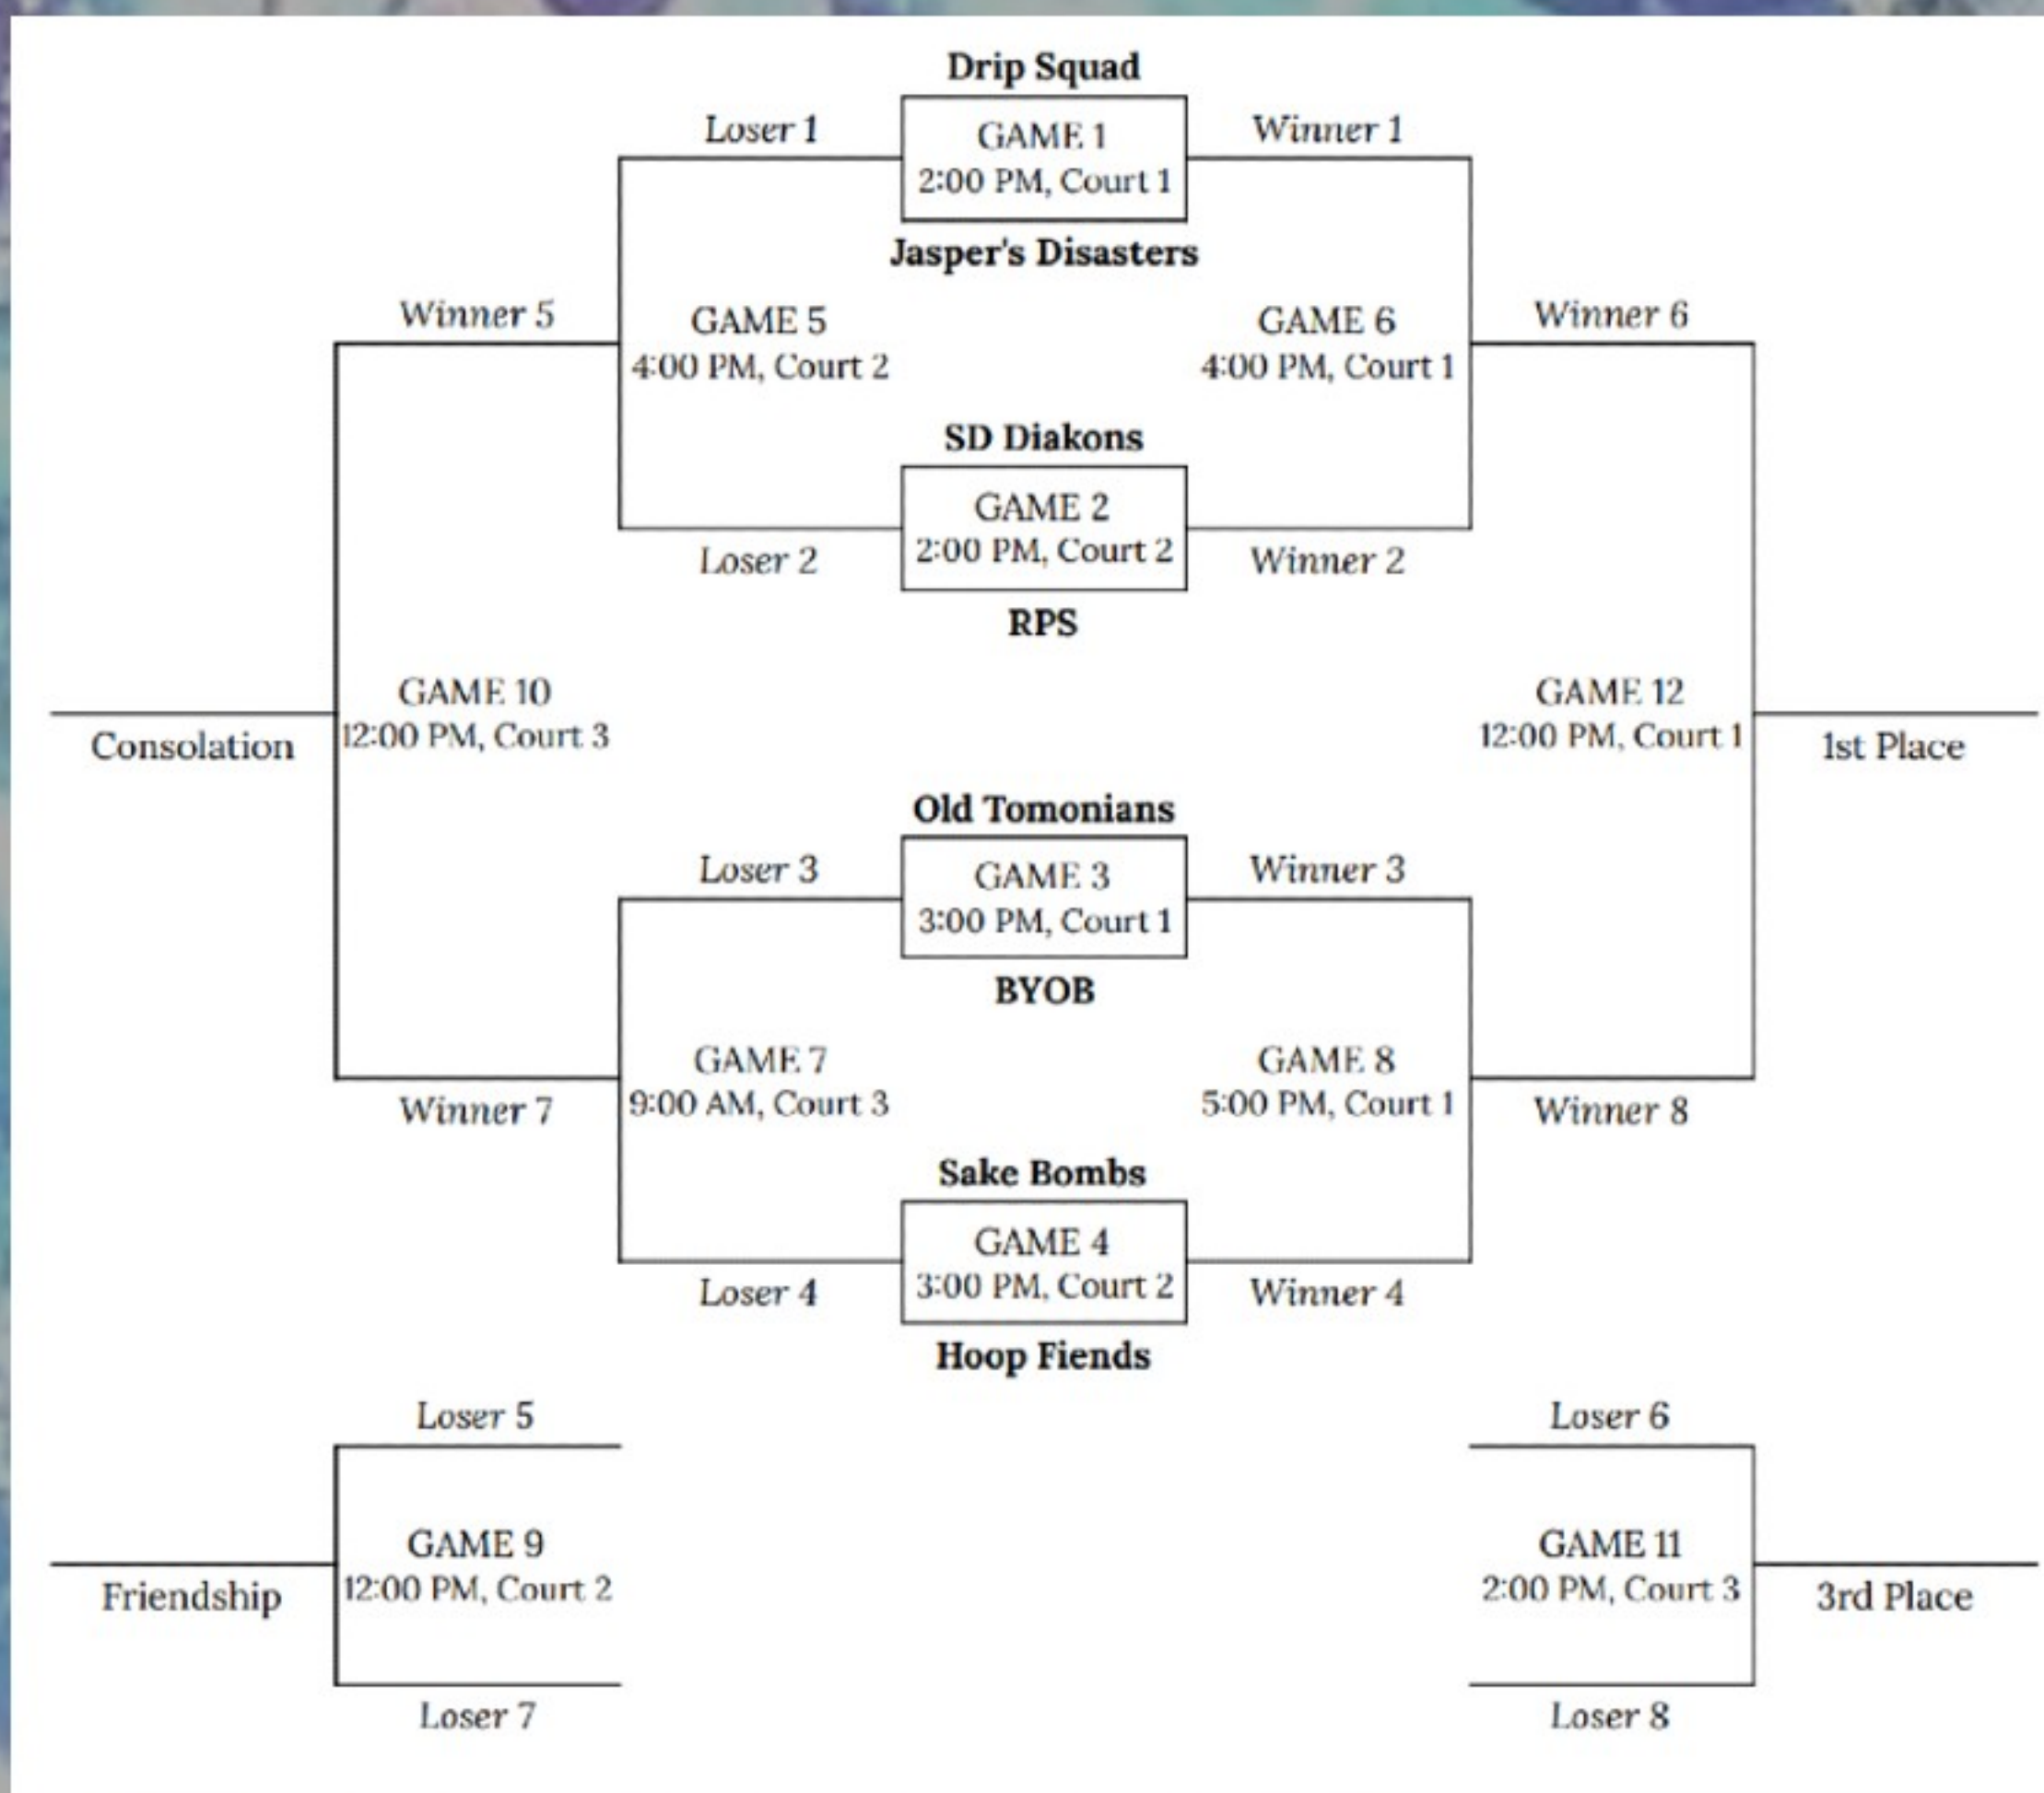 Drip Squad
Loser 1
GAME 1
Winner 1
2:00 PM, Court 1
Jasper's Disasters
Winner 5
GAME 5
GAME 6
Winner 6
4:00 PM, Court 2
4:00 PM, Court 1
SD Diakons
GAME 2
Loser 2
2:00 PM, Court 2
Winner 2
RPS
GAME 10
GAME 12
Consolation
12:00 PM, Court 3
12:00 PM, Court 1
1st Place
Old Tomonians
Loser 3
GAME 3
Winner 3
3:00 PM, Court 1
BYOB
GAME 7
GAME 8
Winner 7
9:00 AM, Court 3
5:00 PM, Court 1
Winner 8
Sake Bombs
GAME 4
Loser 4
3:00 PM, Court 2
Winner 4
Hoop Fiends
Loser 5
Loser 6
GAME 9
GAME 11
Friendship
12:00 PM, Court 2
2:00 PM, Court 3
3rd Place
Loser 7
Loser 8